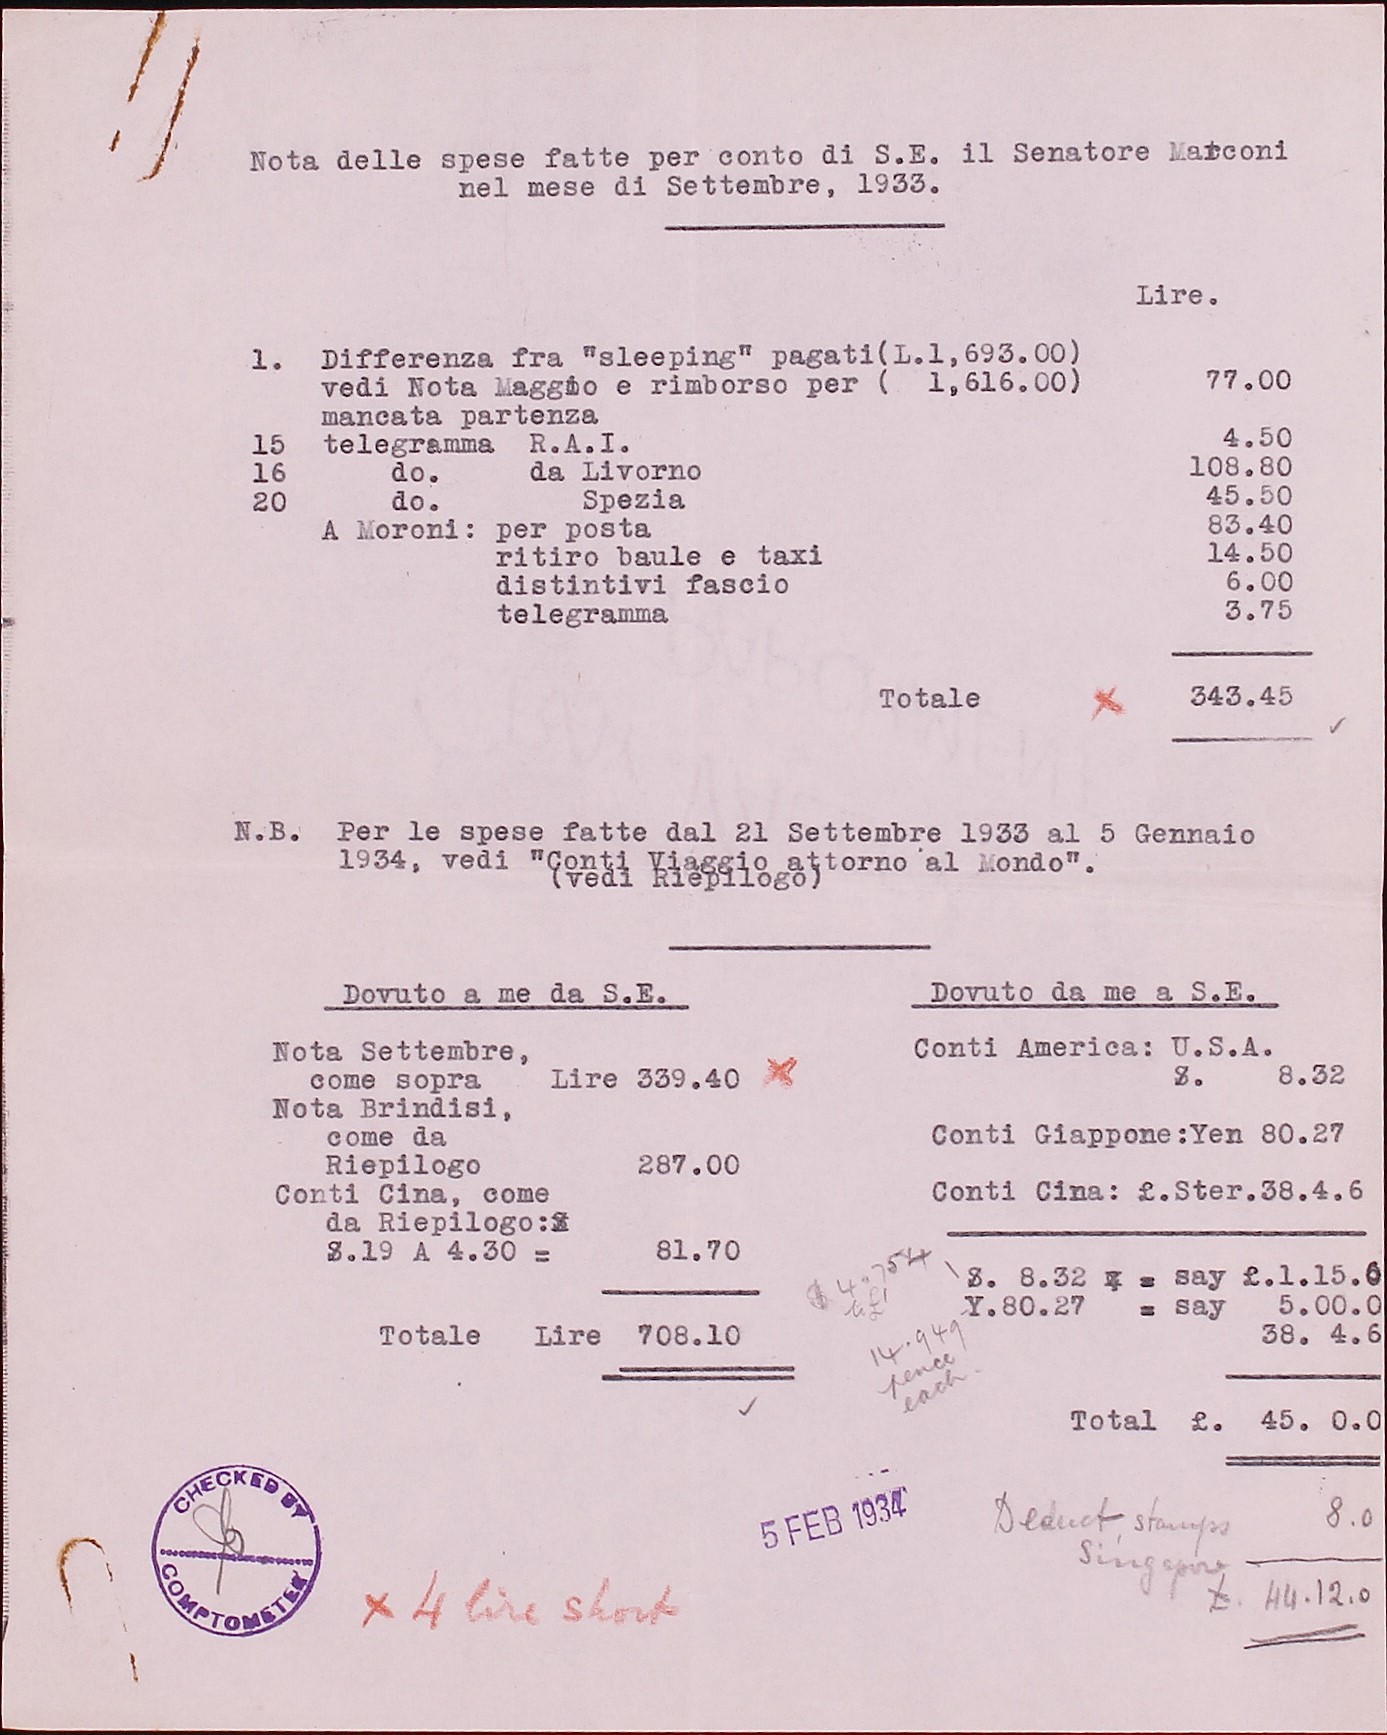 Nota delle spese fatte per conto di S.E. il Senatore Marconi
nel mese di Settembre, 1933.
Lire.
1. Differenza fra "sleeping" pagati(L.1,693.00)
vedi Nota Maggio e rimborso per ( 1,616.00) 77.00
mancata partenza
15 telegramma R.A.I. 4.50
16 do. da Livorno 108.80
20 do. Spezia 45.50
A Moroni: per posta 83.40
ritiro baule e taxi 14.50
distintivi fascio 6.00
telegramma 3.75
Totale x 343.45
N.B. Per le spese fatte dal 21 Settembre 1933 al 5 Gennaio
1934, vedi "Conti Viaggio attorno al Mondo".
(vedi Riepilogo)
Dovuto a me da S.E.
Nota Settembre,
come sopra Lire 339.40 x
Nota Brindisi,
come da
Riepilogo 287.00
Conti Cina, come
da Riepilogo:$
$.19 A 4.30 = 81.70
Totale Lire 708.10
Dovuto da me a S.E.
Conti America: U.S.A.
$. 8.32
Conti Giappone:Yen 80.27
Conti Cina: £.Ster.38.4.6
$. 8.32 = say £.1.15.6
Y.80.27 = say 5.00.0
38. 4.6
Total £. 45. 0.0
$ 4.75 1/4
14.949
pence
each
Deduct, stamps 8.0
Singapore
£. 44.12.0
5 FEB 1934
CHECKED BY
COMPTOMETER
x 4 lire short